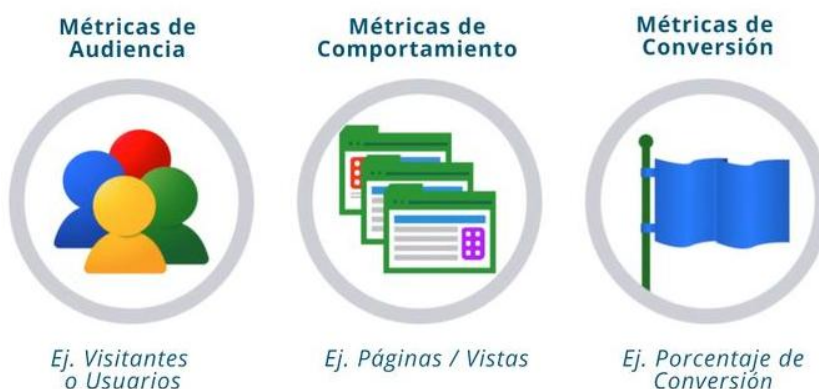 Métricas de
Audiencia
Métricas de
Comportamiento
Métricas de
Conversión
Ej. Visitantes
o Usuarios
Ej. Páginas / Vistas
Ej. Porcentaje de
Conversión